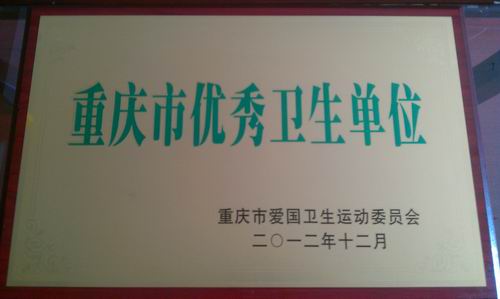 重庆市优秀卫生单位
重庆市爱国卫生运动委员会
二〇一二年十二月